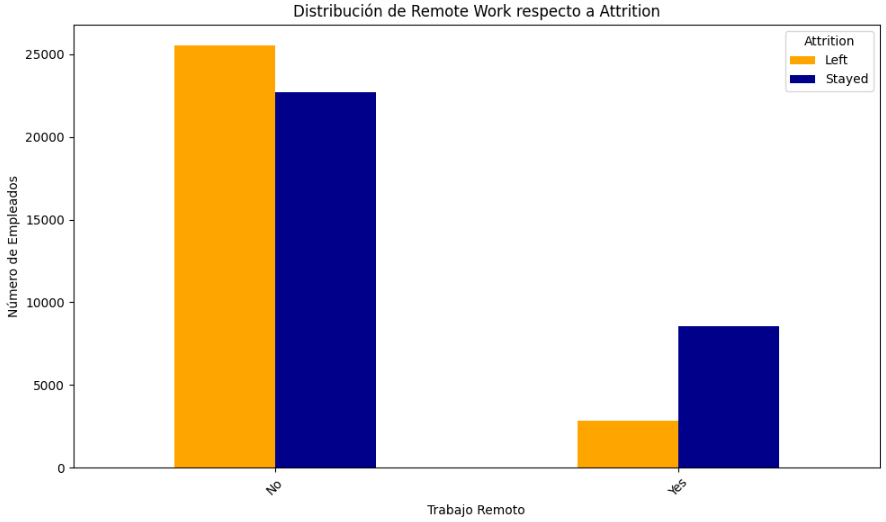 Distribución de Remote Work respecto a Attrition
Attrition
Left
Stayed
Número de Empleados
25000
20000
15000
10000
5000
0
No
Yes
Trabajo Remoto